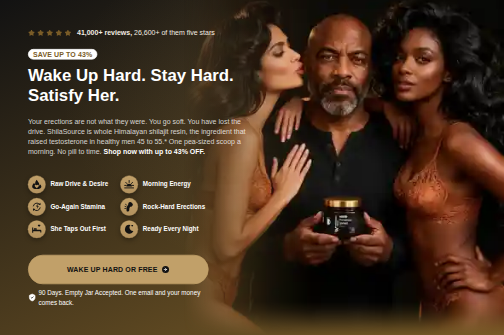 41,000+ reviews, 26,600+ of them five stars
SAVE UP TO 43%
Wake Up Hard. Stay Hard.
Satisfy Her.
Your erections are not what they were. You go soft. You have lost the
drive. ShilaSource is whole Himalayan shilajit resin, the ingredient that
raised testosterone in healthy men 45 to 55.* One pea-sized scoop a
morning. No pill to time. Shop now with up to 43% OFF.
Raw Drive & Desire
Morning Energy
Go-Again Stamina
Rock-Hard Erections
She Taps Out First
Ready Every Night
WAKE UP HARD OR FREE
90 Days. Empty Jar Accepted. One email and your money
comes back.